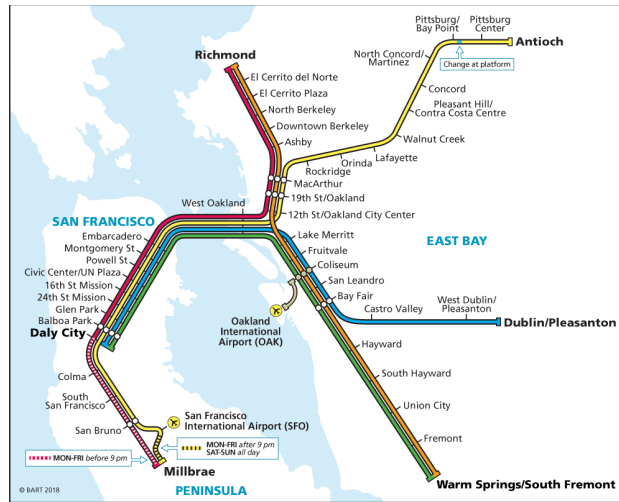 Pittsburg/
Bay Point
Pittsburg
Center
Antioch
Change at platform
North Concord/
Martinez
Concord
Pleasant Hill/
Contra Costa Centre
Walnut Creek
Lafayette
Orinda
Rockridge
Richmond
El Cerrito del Norte
El Cerrito Plaza
North Berkeley
Downtown Berkeley
Ashby
MacArthur
19th St/Oakland
12th St/Oakland City Center
West Oakland
SAN FRANCISCO
Embarcadero
Montgomery St
Powell St
Civic Center/UN Plaza
16th St Mission
24th St Mission
Glen Park
Balboa Park
Daly City
EAST BAY
Lake Merritt
Fruitvale
Coliseum
San Leandro
Bay Fair
Castro Valley
West Dublin/
Pleasanton
Dublin/Pleasanton
Oakland
International
Airport (OAK)
Hayward
South Hayward
Union City
Fremont
Warm Springs/South Fremont
Colma
South
San Francisco
San Bruno
San Francisco
International Airport (SFO)
MON-FRI before 9 pm
MON-FRI after 9 pm
SAT-SUN all day
Millbrae
PENINSULA
© BART 2018